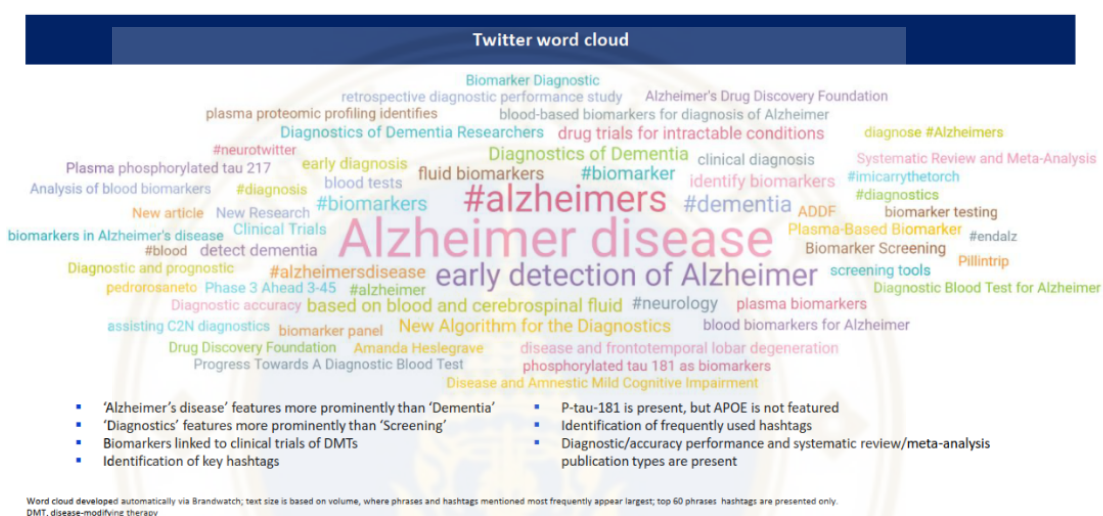 Twitter word cloud
Biomarker Diagnostic
retrospective diagnostic performance study Alzheimer's Drug Discovery Foundation
plasma proteomic profiling identifies blood-based biomarkers for diagnosis of Alzheimer
Diagnostics of Dementia Researchers drug trials for intractable conditions diagnose #Alzheimers
#neurotwitter Diagnostics of Dementia clinical diagnosis Systematic Review and Meta-Analysis
Plasma phosphorylated tau 217 early diagnosis fluid biomarkers #biomarker identify biomarkers #imicarrythetorch
Analysis of blood biomarkers #diagnosis blood tests #biomarkers #alzheimers #dementia #diagnostics
New article New Research ADDF biomarker testing
biomarkers in Alzheimer's disease Clinical Trials Alzheimer disease Plasma-Based Biomarker #endalz
#blood detect dementia Biomarker Screening
Diagnostic and prognostic #alzheimersdisease early detection of Alzheimer screening tools Pillintrip
pedrorosaneto Phase 3 Ahead 3-45 #alzheimer Diagnostic Blood Test for Alzheimer
Diagnostic accuracy based on blood and cerebrospinal fluid #neurology plasma biomarkers
assisting C2N diagnostics biomarker panel New Algorithm for the Diagnostics blood biomarkers for Alzheimer
Drug Discovery Foundation Amanda Heslegrave disease and frontotemporal lobar degeneration
Progress Towards A Diagnostic Blood Test phosphorylated tau 181 as biomarkers
Disease and Amnestic Mild Cognitive Impairment
▪ 'Alzheimer's disease' features more prominently than 'Dementia'
▪ 'Diagnostics' features more prominently than 'Screening'
▪ Biomarkers linked to clinical trials of DMTs
▪ Identification of key hashtags
▪ P-tau-181 is present, but APOE is not featured
▪ Identification of frequently used hashtags
▪ Diagnostic/accuracy performance and systematic review/meta-analysis
publication types are present
Word cloud developed automatically via Brandwatch; text size is based on volume, where phrases and hashtags mentioned most frequently appear largest; top 60 phrases hashtags are presented only.
DMT, disease-modifying therapy